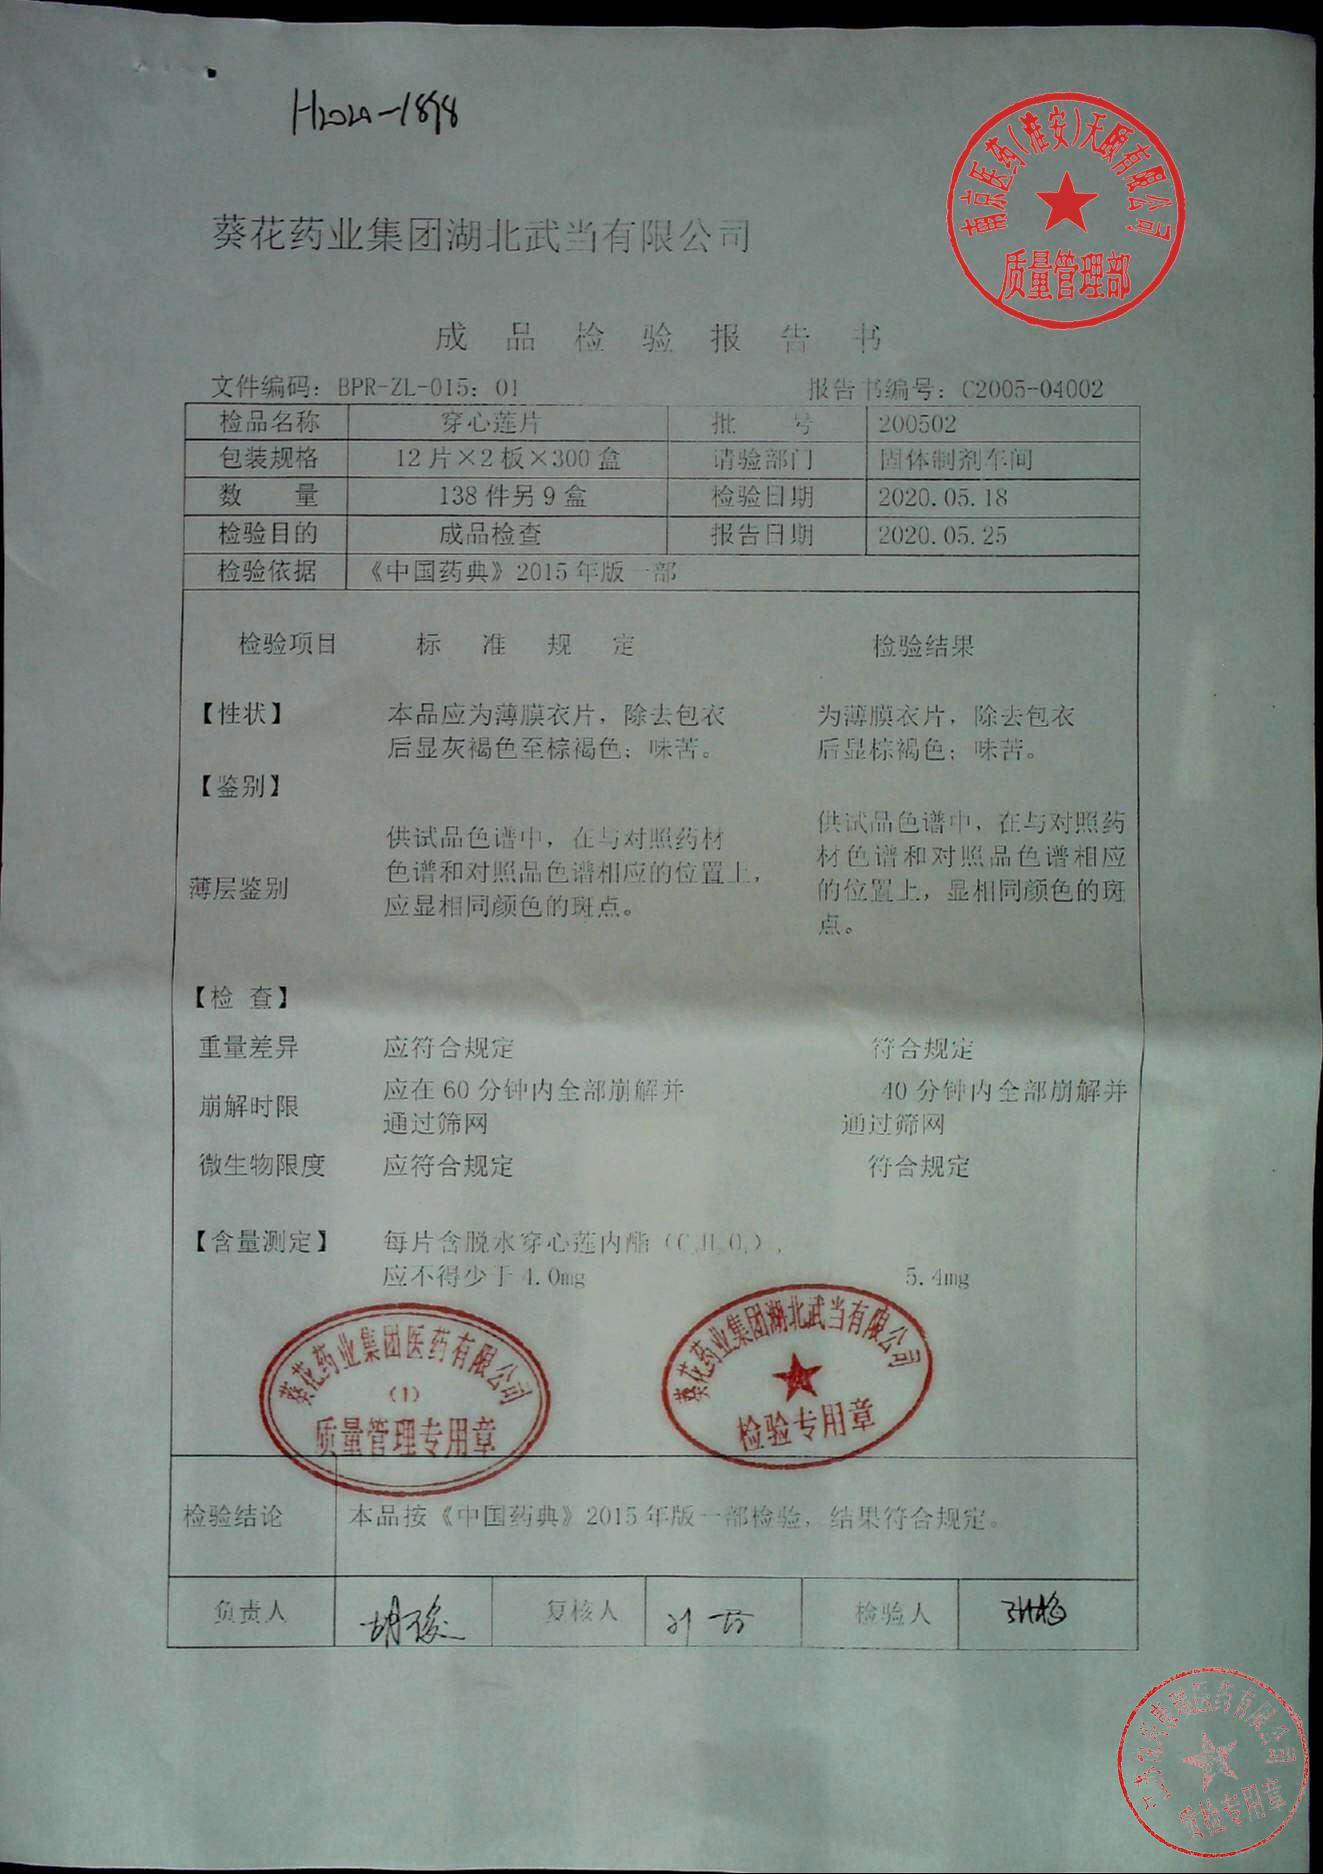 南京医药(淮安)天颐有限公司
质量管理部
葵花药业集团湖北武当有限公司
成品检验报告书
文件编码：BPR-ZL-015：01 报告书编号：C2005-04002
检品名称 穿心莲片 批 号 200502
包装规格 12片×2板×300盒 请验部门 固体制剂车间
数 量 138件另9盒 检验日期 2020.05.18
检验目的 成品检查 报告日期 2020.05.25
检验依据 《中国药典》2015年版一部
检验项目 标 准 规 定 检验结果
【性状】 本品应为薄膜衣片，除去包衣 为薄膜衣片，除去包衣
后显灰褐色至棕褐色；味苦。 后显棕褐色；味苦。
【鉴别】
薄层鉴别
供试品色谱中，在与对照药材
色谱和对照品色谱相应的位置上，
应显相同颜色的斑点。
供试品色谱中，在与对照药
材色谱和对照品色谱相应
的位置上，显相同颜色的斑
点。
【检 查】
重量差异 应符合规定 符合规定
崩解时限 应在60分钟内全部崩解并 40分钟内全部崩解并
通过筛网 通过筛网
微生物限度 应符合规定 符合规定
【含量测定】 每片含脱水穿心莲内酯
应不得少于4.0mg 5.4mg
葵花药业集团医药有限公司
(1)
质量管理专用章
葵花药业集团湖北武当有限公司
检验专用章
检验结论 本品按《中国药典》2015年版一部检验，结果符合规定。
负责人 复核人 检验人
医药有限公司
质检专用章